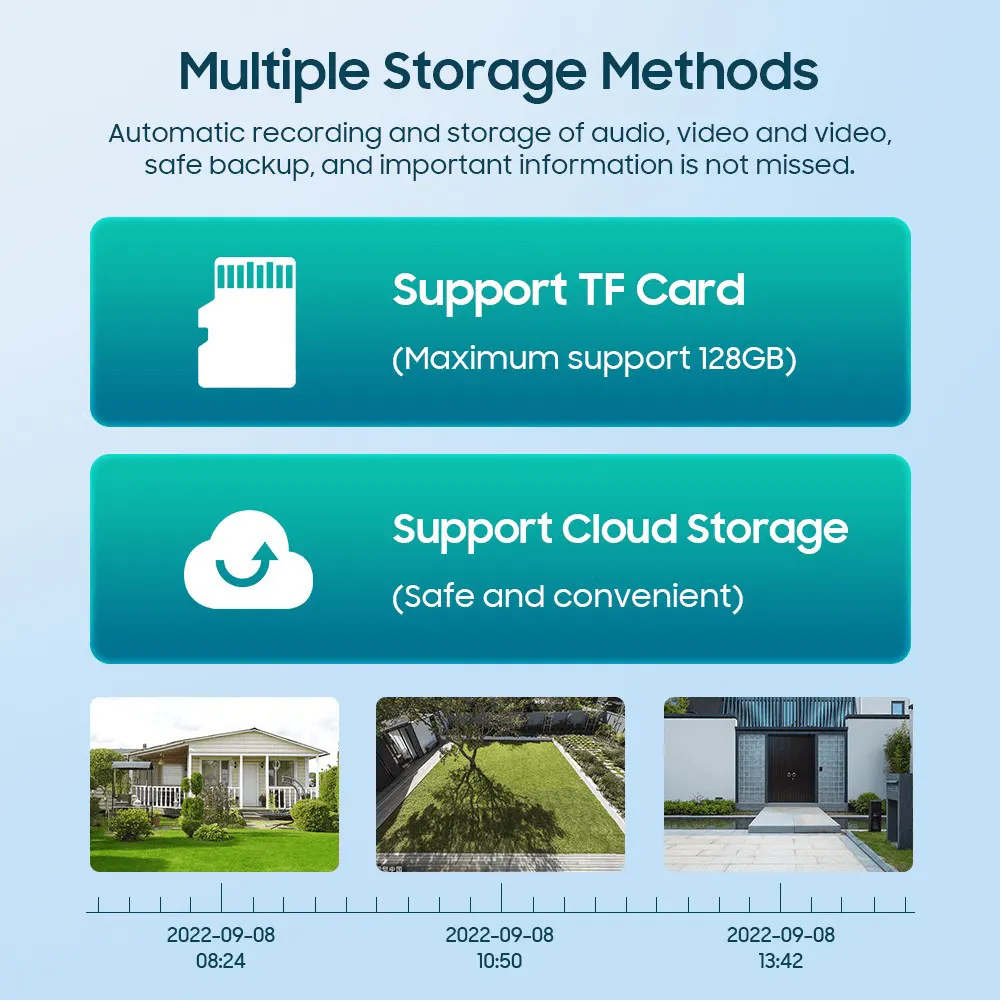 Multiple Storage Methods
Automatic recording and storage of audio, video and video,
safe backup, and important information is not missed.
Support TF Card
(Maximum support 128GB)
Support Cloud Storage
(Safe and convenient)
2022-09-08
08:24
2022-09-08
10:50
2022-09-08
13:42